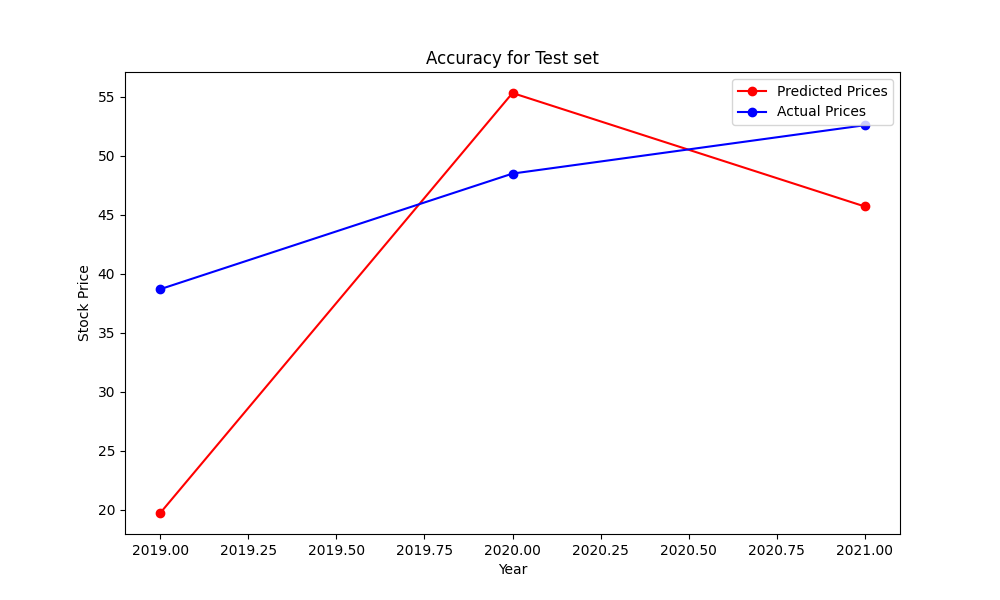 Accuracy for Test set
Predicted Prices
Actual Prices
55
50
45
40
35
30
25
20
Stock Price
2019.00 2019.25 2019.50 2019.75 2020.00 2020.25 2020.50 2020.75 2021.00
Year